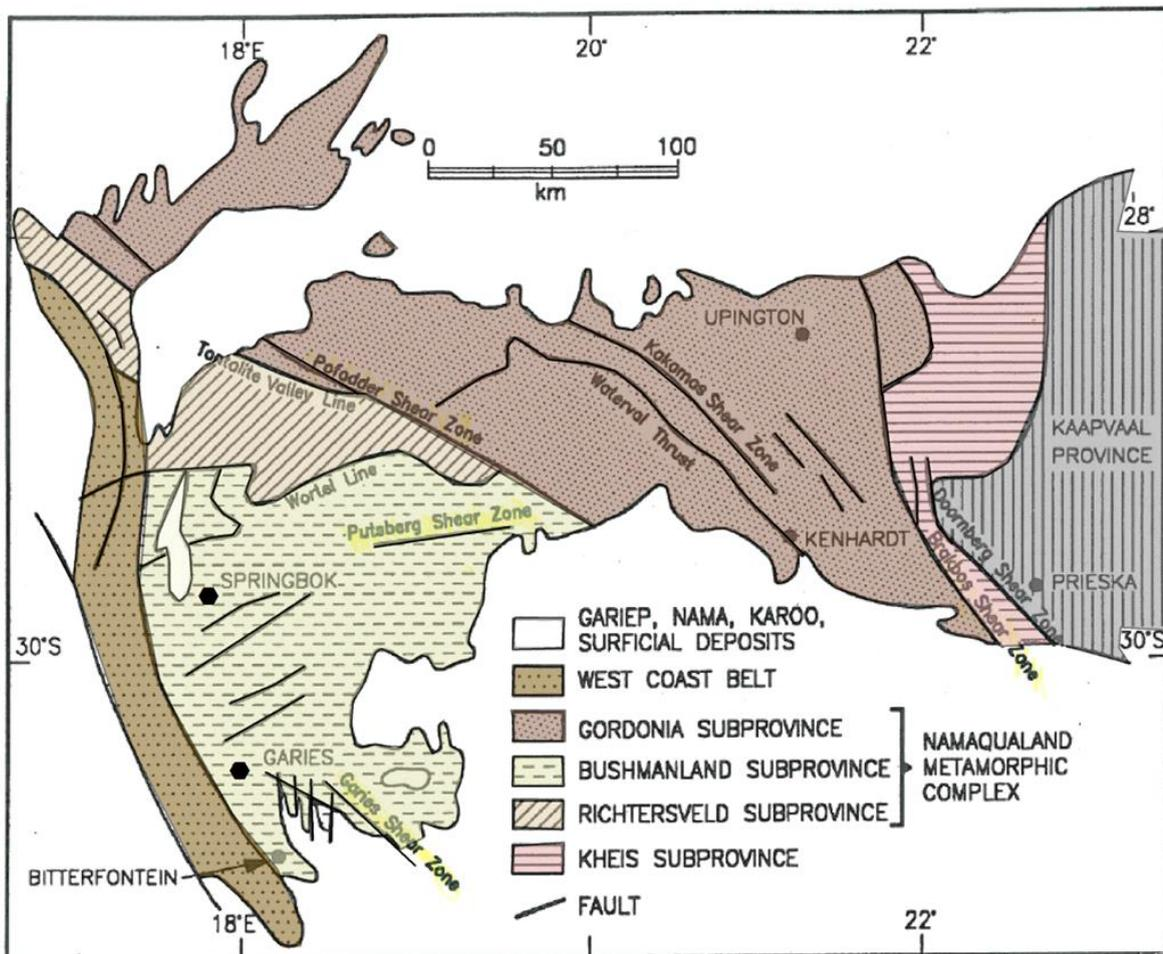 18°E
20°
22°
0 50 100
km
28°
UPINGTON
Tantalite Valley Line
Pofadder Shear Zone
Kakamas Shear Zone
Waterval Thrust
KAAPVAAL
PROVINCE
Wortel Line
Putsberg Shear Zone
KENHARDT
Doornberg Shear Zone
Brakbos Shear Zone
SPRINGBOK
PRIESKA
30°S
30°S
GARIEP, NAMA, KAROO,
SURFICIAL DEPOSITS
WEST COAST BELT
GORDONIA SUBPROVINCE
BUSHMANLAND SUBPROVINCE
RICHTERSVELD SUBPROVINCE
NAMAQUALAND
METAMORPHIC
COMPLEX
KHEIS SUBPROVINCE
FAULT
GARIES
Garies Shear Zone
BITTERFONTEIN
18°E
22°